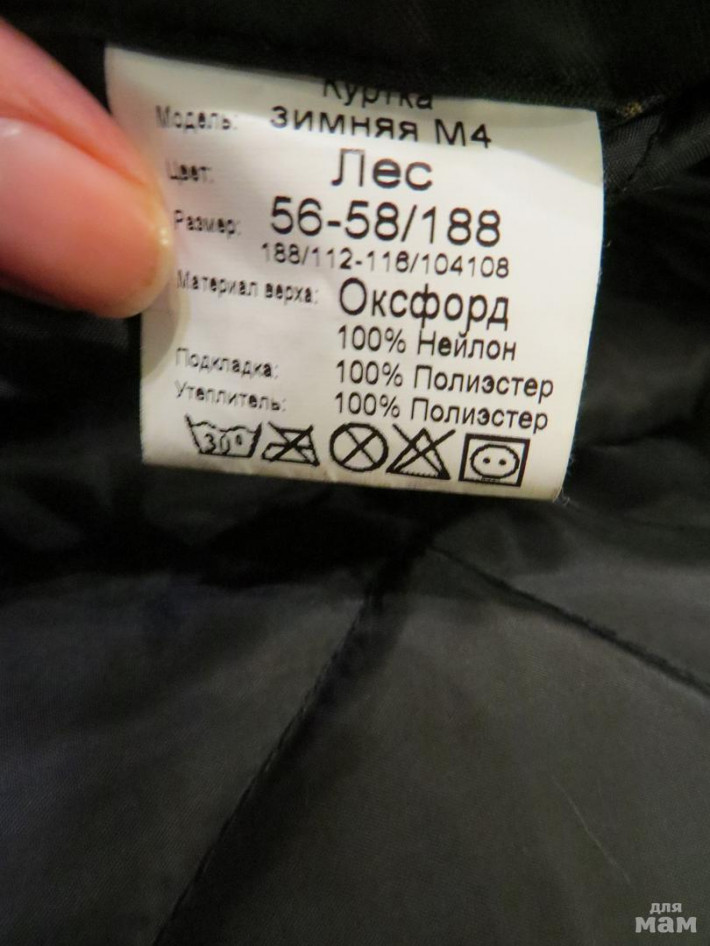 Куртка
Модель: зимняя М4
Цвет: Лес
Размер: 56-58/188
188/112-116/104108
Материал верха: Оксфорд
100% Нейлон
Подкладка: 100% Полиэстер
Утеплитель: 100% Полиэстер
30°
для
мам